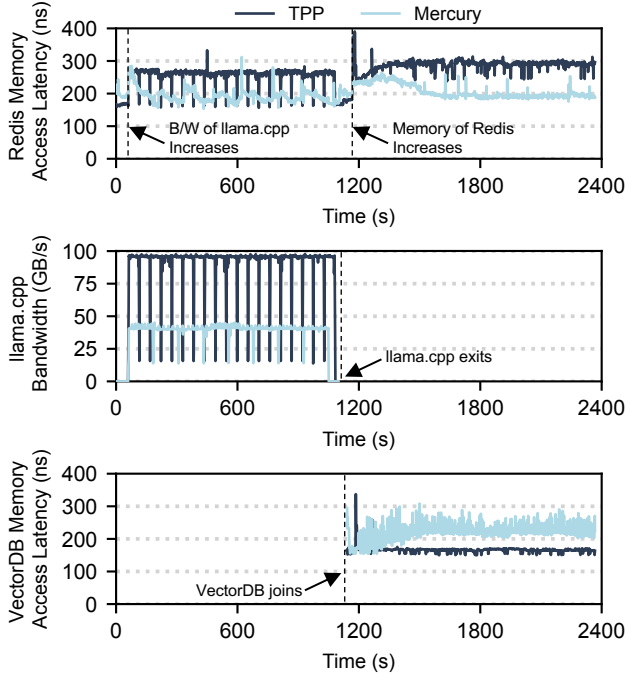 TPP
Mercury
Redis Memory
Access Latency (ns)
400
300
200
100
0
B/W of llama.cpp
Increases
Memory of Redis
Increases
0
600
1200
1800
2400
Time (s)
llama.cpp
Bandwidth (GB/s)
100
75
50
25
0
llama.cpp exits
0
600
1200
1800
2400
Time (s)
VectorDB Memory
Access Latency (ns)
400
300
200
100
0
VectorDB joins
0
600
1200
1800
2400
Time (s)